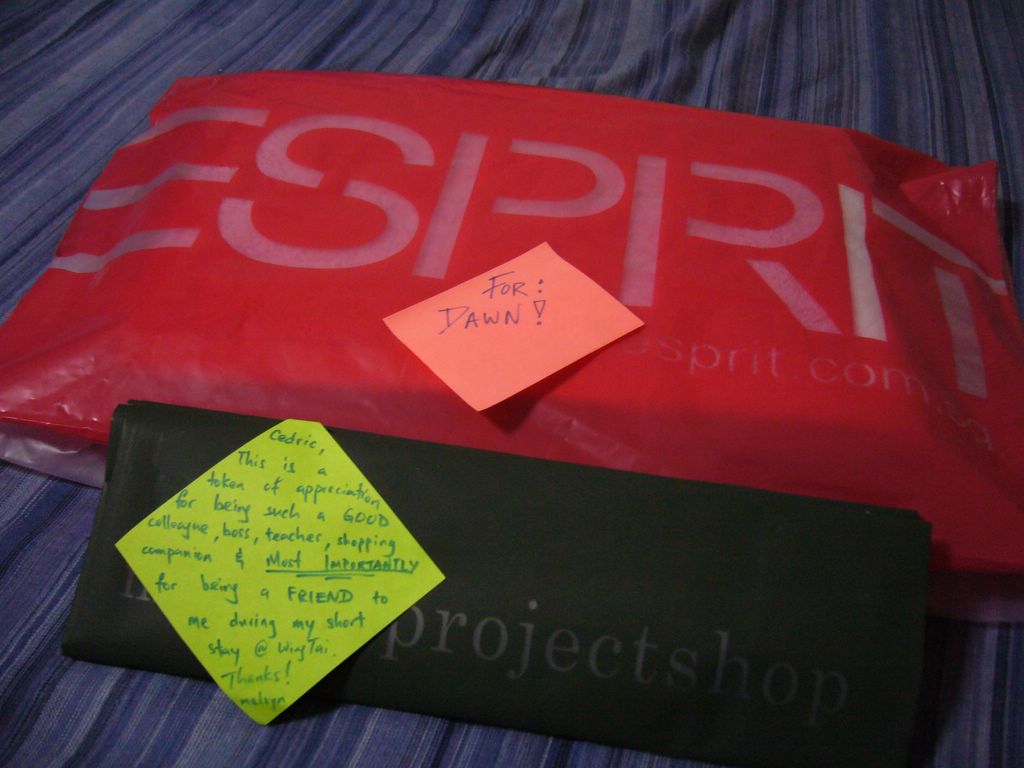 ESPRIT
esprit.com
FOR:
DAWN!
Cedric,
This is a
token of appreciation
for being such a GOOD
colleague, boss, teacher, shopping
companion & MOST IMPORTANTLY
for being a FRIEND to
me during my short
stay @ WingTai.
Thanks!
projectshop